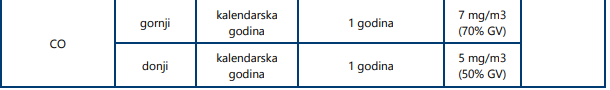 CO
gornji
kalendarska
godina
1 godina
7 mg/m3
(70% GV)
donji
kalendarska
godina
1 godina
5 mg/m3
(50% GV)